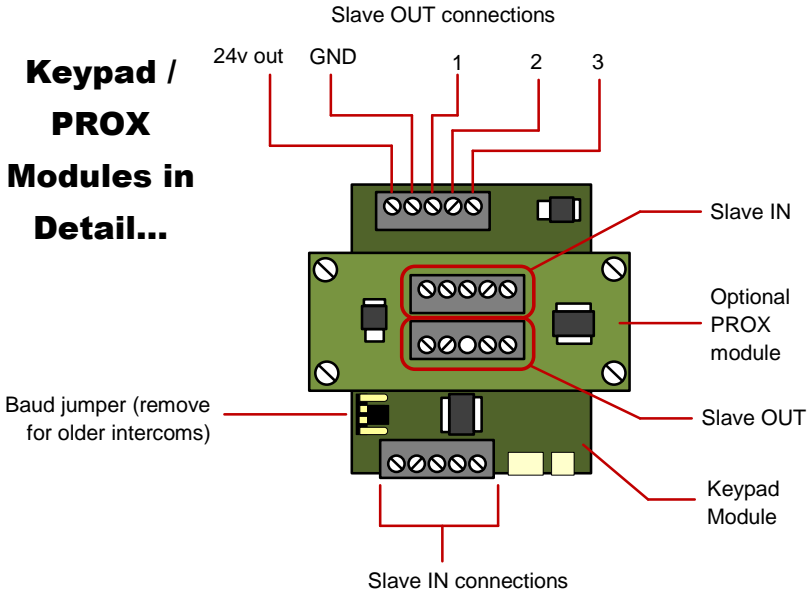 Slave OUT connections
24v out
GND
1
2
3
Keypad /
PROX
Modules in
Detail...
Slave IN
Optional
PROX
module
Baud jumper (remove
for older intercoms)
Slave OUT
Keypad
Module
Slave IN connections